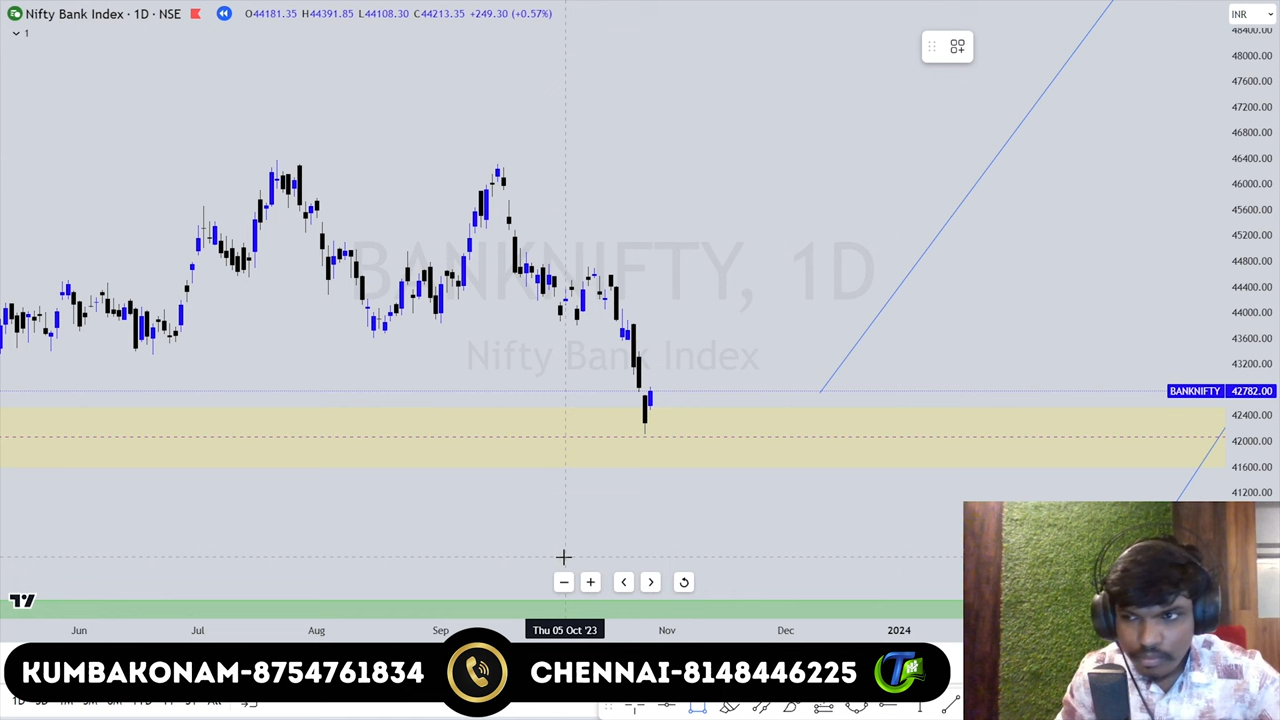 Nifty Bank Index · 1D · NSE
O44181.35 H44391.85 L44108.30 C44213.35 +249.30 (+0.57%)
INR
1
48400.00
48000.00
47600.00
47200.00
46800.00
46400.00
46000.00
45600.00
45200.00
44800.00
44400.00
44000.00
43600.00
43200.00
BANKNIFTY 42782.00
42400.00
42000.00
41600.00
41200.00
BANKNIFTY, 1D
Nifty Bank Index
Jun Jul Aug Sep Thu 05 Oct '23 Nov Dec 2024
KUMBAKONAM-8754761834
CHENNAI-8148446225